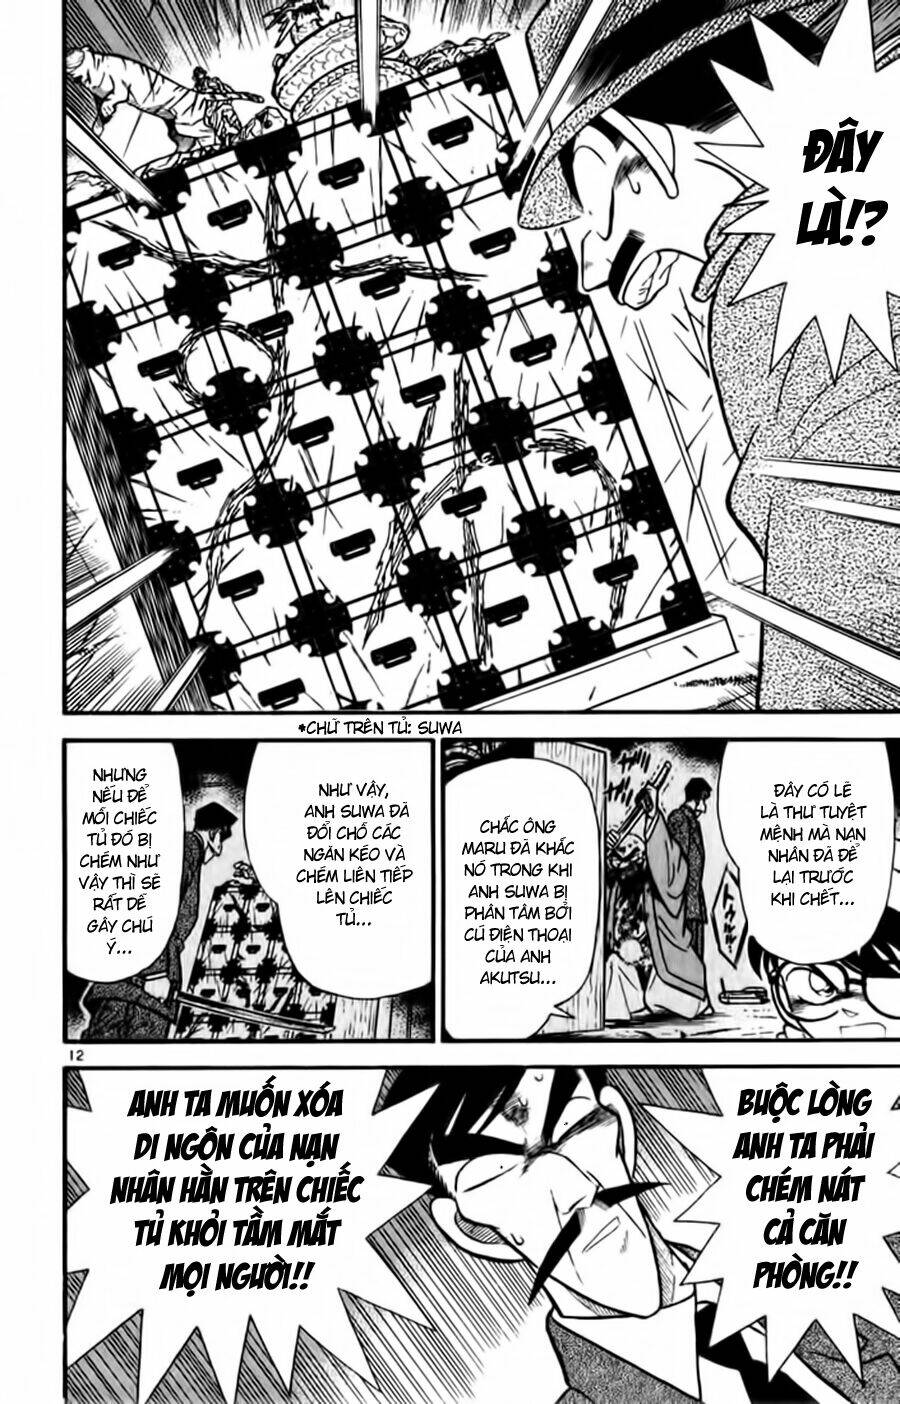 ĐÂY
LÀ!?
*CHỮ TRÊN TỦ: SUWA
ĐÂY CÓ LẼ
LÀ THƯ TUYỆT
MỆNH MÀ NẠN
NHÂN ĐÃ ĐỂ
LẠI TRƯỚC
KHI CHẾT...
CHẮC ÔNG
MARU ĐÃ KHẮC
NÓ TRONG KHI
ANH SUWA BỊ
PHÂN TÂM BỞI
CÚ ĐIỆN THOẠI
CỦA ANH
AKUTSU...
NHƯ VẬY,
ANH SUWA ĐÃ
ĐỔI CHỖ CÁC
NGĂN KÉO VÀ
CHÉM LIÊN TIẾP
LÊN CHIẾC
TỦ...
NHƯNG
NẾU ĐỂ
MỖI CHIẾC
TỦ ĐÓ BỊ
CHÉM NHƯ
VẬY THÌ SẼ
RẤT DỄ
GÂY CHÚ
Ý...
12
BUỘC LÒNG
ANH TA PHẢI
CHÉM NÁT
CẢ CĂN
PHÒNG!!
ANH TA MUỐN XÓA
DI NGÔN CỦA NẠN
NHÂN HẰN TRÊN CHIẾC
TỦ KHỎI TẦM MẮT
MỌI NGƯỜI!!